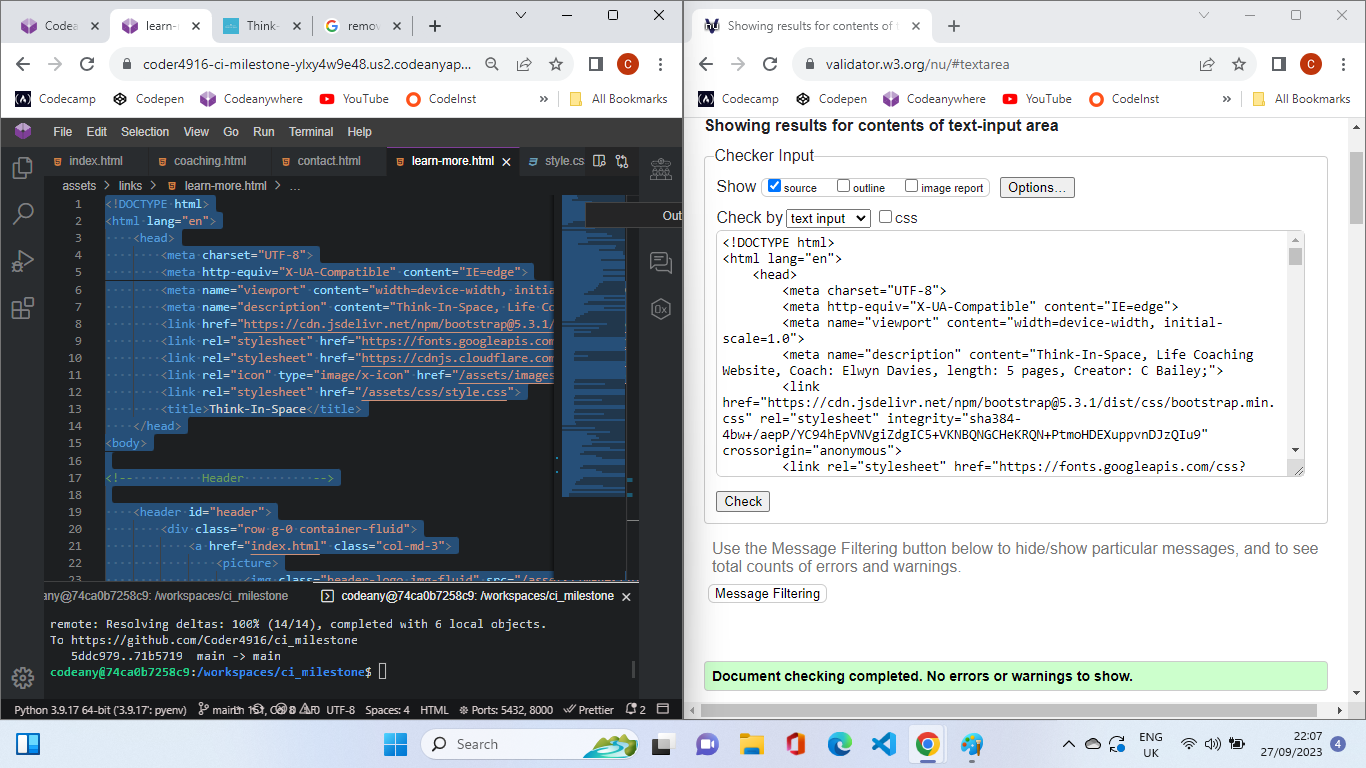 Codea
learn-
Think-
remov
coder4916-ci-milestone-ylxy4w9e48.us2.codeanyap...
C
Codecamp
Codepen
Codeanywhere
YouTube
CodeInst
»
All Bookmarks
File Edit Selection View Go Run Terminal Help
index.html
coaching.html
contact.html
learn-more.html
style.cs
assets > links > learn-more.html > ...
Out
1 <!DOCTYPE html>
2 <html lang="en">
3 <head>
4 <meta charset="UTF-8">
5 <meta http-equiv="X-UA-Compatible" content="IE=edge">
6 <meta name="viewport" content="width=device-width, initia
7 <meta name="description" content="Think-In-Space, Life Co
8 <link href="https://cdn.jsdelivr.net/npm/bootstrap@5.3.1/
9 <link rel="stylesheet" href="https://fonts.googleapis.com
10 <link rel="stylesheet" href="https://cdnjs.cloudflare.com
11 <link rel="icon" type="image/x-icon" href="/assets/images
12 <link rel="stylesheet" href="/assets/css/style.css">
13 <title>Think-In-Space</title>
14 </head>
15 <body>
16
17 <!-- Header -->
18
19 <header id="header">
20 <div class="row g-0 container-fluid">
21 <a href="index.html" class="col-md-3">
22 <picture>
23 <img class="header-logo img-fluid" src="/asse
any@74ca0b7258c9: /workspaces/ci_milestone
codeany@74ca0b7258c9: /workspaces/ci_milestone
remote: Resolving deltas: 100% (14/14), completed with 6 local objects.
To https://github.com/Coder4916/ci_milestone
5ddc979..71b5719 main -> main
codeany@74ca0b7258c9:/workspaces/ci_milestone$
Python 3.9.17 64-bit ('3.9.17': pyenv) main UTF-8 Spaces: 4 HTML Ports: 5432, 8000 Prettier 2
Showing results for contents of t
validator.w3.org/nu/#textarea
C
Codecamp
Codepen
Codeanywhere
YouTube
CodeInst
»
All Bookmarks
Showing results for contents of text-input area
Checker Input
Show source outline image report Options...
Check by text input css
<!DOCTYPE html>
<html lang="en">
<head>
<meta charset="UTF-8">
<meta http-equiv="X-UA-Compatible" content="IE=edge">
<meta name="viewport" content="width=device-width, initial-
scale=1.0">
<meta name="description" content="Think-In-Space, Life Coaching
Website, Coach: Elwyn Davies, length: 5 pages, Creator: C Bailey;">
<link
href="https://cdn.jsdelivr.net/npm/bootstrap@5.3.1/dist/css/bootstrap.min.
css" rel="stylesheet" integrity="sha384-
4bw+/aepP/YC94hEpVNVgiZdgIC5+VKNBQNGCHeKRQN+PtmoHDEXuppvnDJzQIu9"
crossorigin="anonymous">
<link rel="stylesheet" href="https://fonts.googleapis.com/css?
Check
Use the Message Filtering button below to hide/show particular messages, and to see
total counts of errors and warnings.
Message Filtering
Document checking completed. No errors or warnings to show.
Search
ENG
UK
22:07
27/09/2023
4